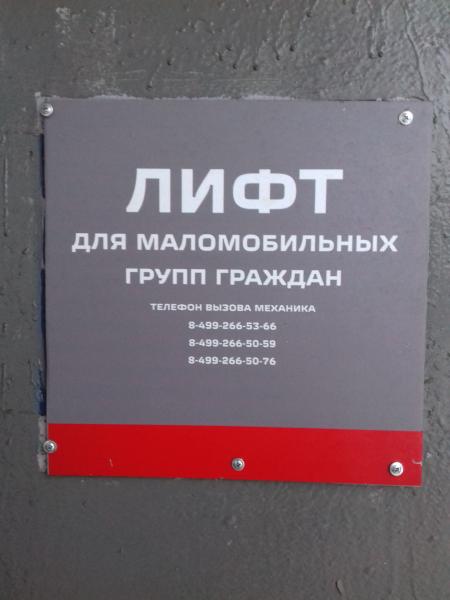 ЛИФТ
ДЛЯ МАЛОМОБИЛЬНЫХ
ГРУПП ГРАЖДАН
ТЕЛЕФОН ВЫЗОВА МЕХАНИКА
8-499-266-53-66
8-499-266-50-59
8-499-266-50-76